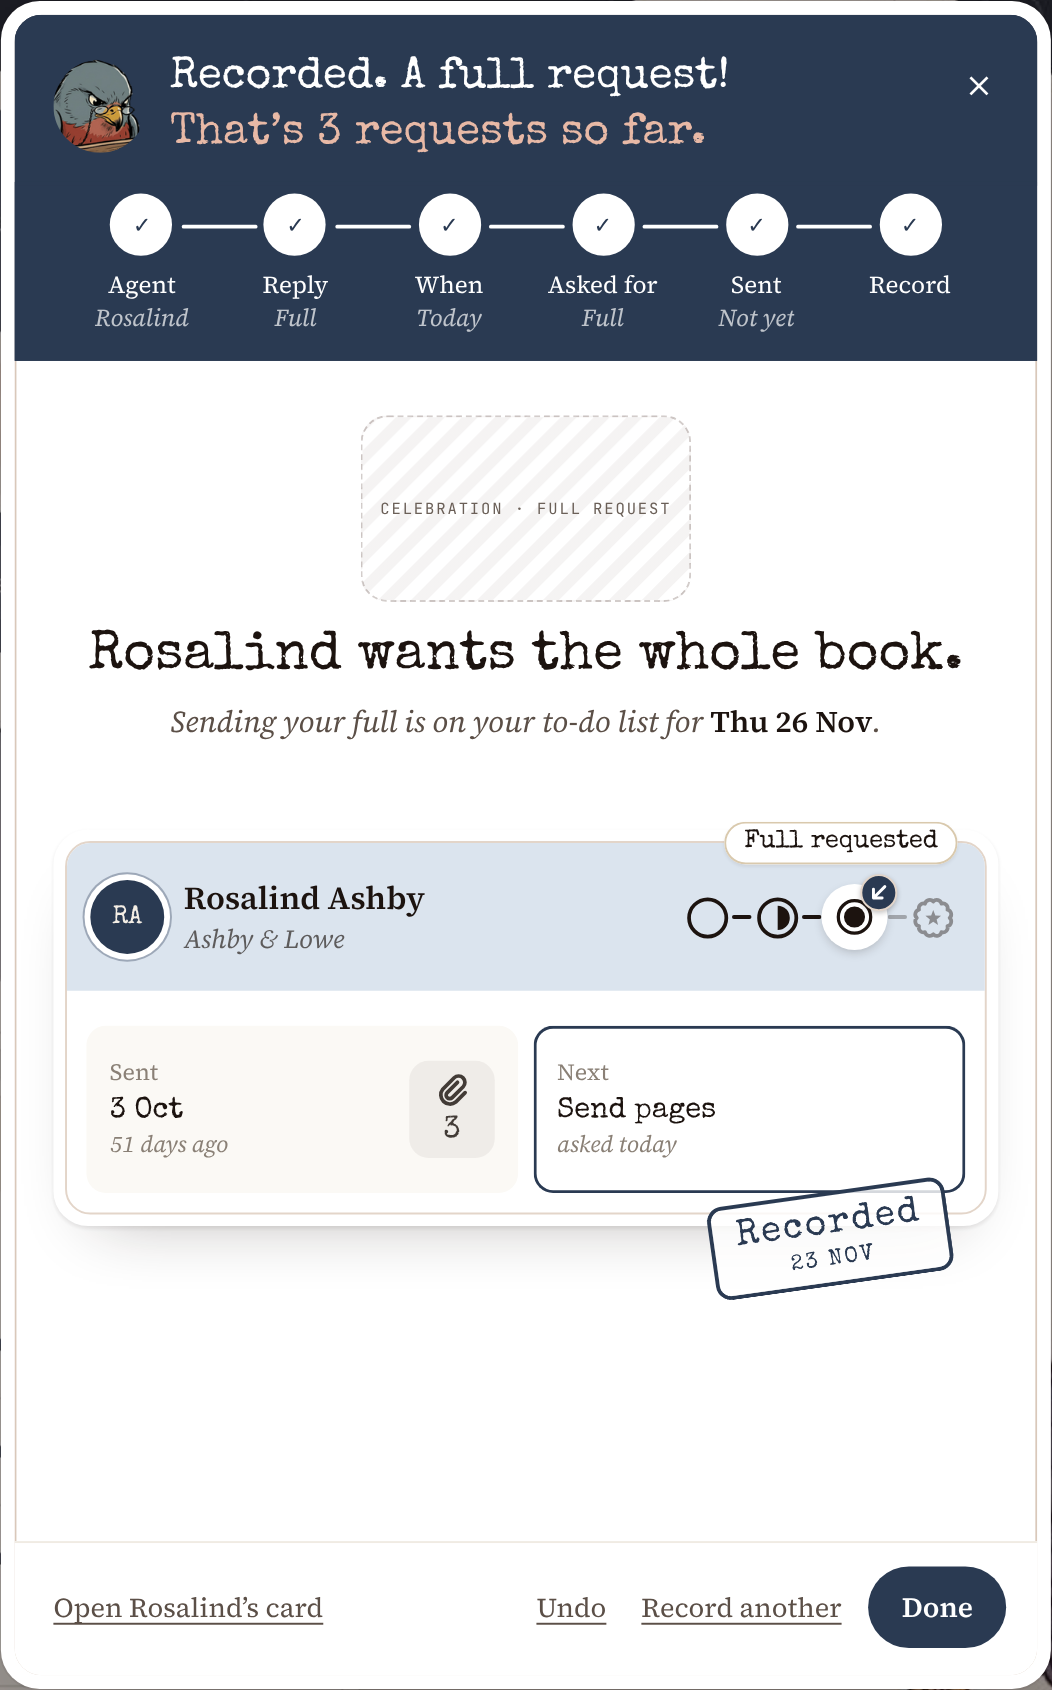 Recorded. A full request!
That’s 3 requests so far.
✓ ✓ ✓ ✓ ✓ ✓
Agent Reply When Asked for Sent Record
Rosalind Full Today Full Not yet
CELEBRATION · FULL REQUEST
Rosalind wants the whole book.
Sending your full is on your to-do list for Thu 26 Nov.
Full requested
RA
Rosalind Ashby
Ashby & Lowe
Sent
3 Oct
51 days ago
3
Next
Send pages
asked today
Recorded
23 NOV
Open Rosalind’s card
Undo
Record another
Done